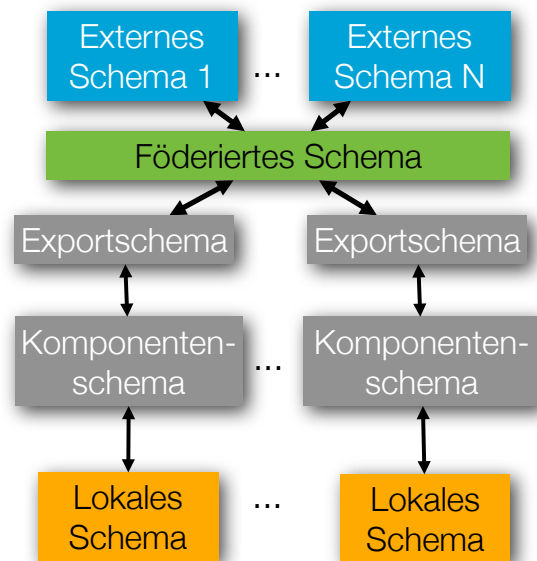 Externes
Schema 1
...
Externes
Schema N
Föderiertes Schema
Exportschema
Exportschema
Komponenten-
schema
...
Komponenten-
schema
Lokales
Schema
...
Lokales
Schema